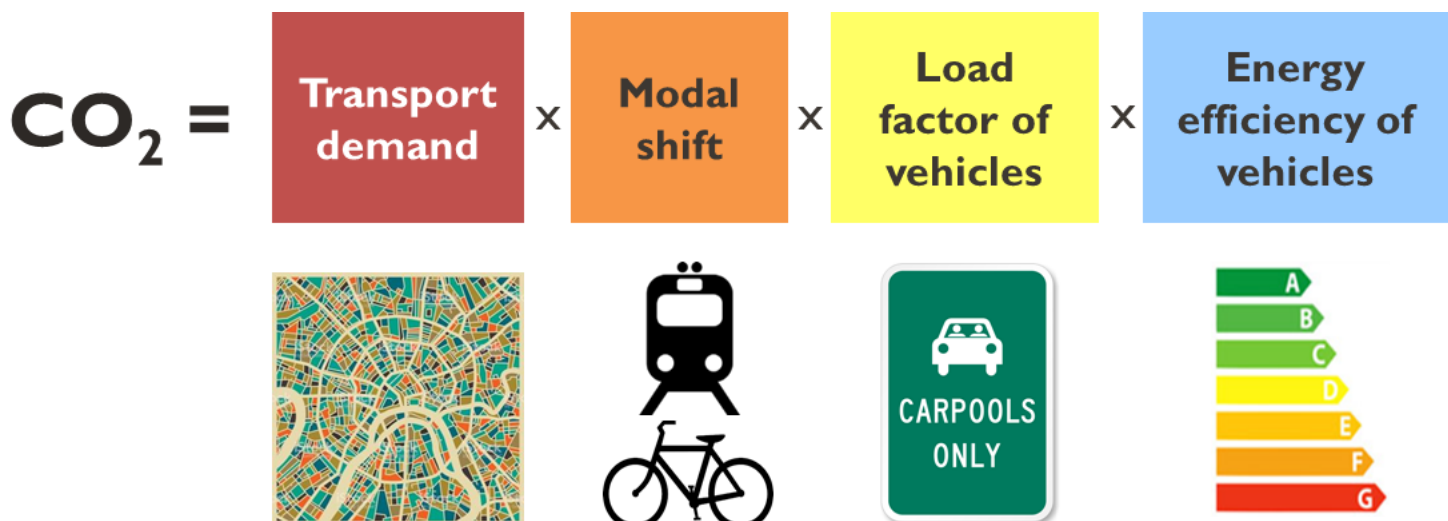 CO₂ =
Transport
demand
x
Modal
shift
x
Load
factor of
vehicles
x
Energy
efficiency of
vehicles
CARPOOLS
ONLY
A
B
C
D
E
F
G